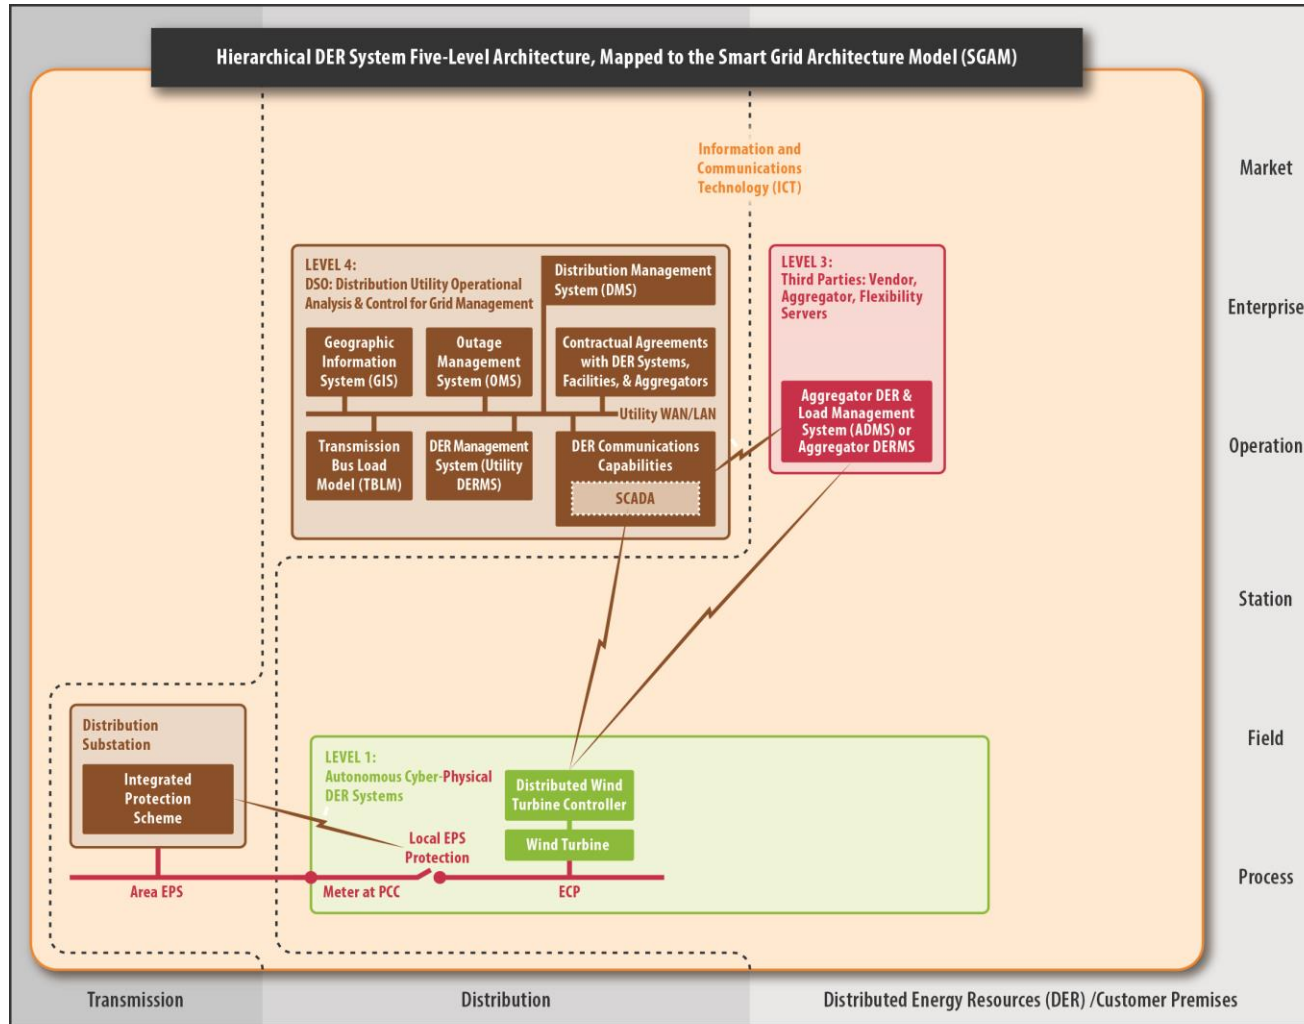 Hierarchical DER System Five-Level Architecture, Mapped to the Smart Grid Architecture Model (SGAM)
Information and
Communications
Technology (ICT)
Market
LEVEL 4:
DSO: Distribution Utility Operational
Analysis & Control for Grid Management
Distribution Management
System (DMS)
Geographic
Information
System (GIS)
Outage
Management
System (OMS)
Contractual Agreements
with DER Systems,
Facilities, & Aggregators
Utility WAN/LAN
Transmission
Bus Load
Model (TBLM)
DER Management
System (Utility
DERMS)
DER Communications
Capabilities
SCADA
LEVEL 3:
Third Parties: Vendor,
Aggregator, Flexibility
Servers
Aggregator DER &
Load Management
System (ADMS) or
Aggregator DERMS
Enterprise
Operation
Station
Distribution
Substation
Integrated
Protection
Scheme
LEVEL 1:
Autonomous Cyber-Physical
DER Systems
Distributed Wind
Turbine Controller
Wind Turbine
Local EPS
Protection
Field
Area EPS
Meter at PCC
ECP
Process
Transmission
Distribution
Distributed Energy Resources (DER) /Customer Premises